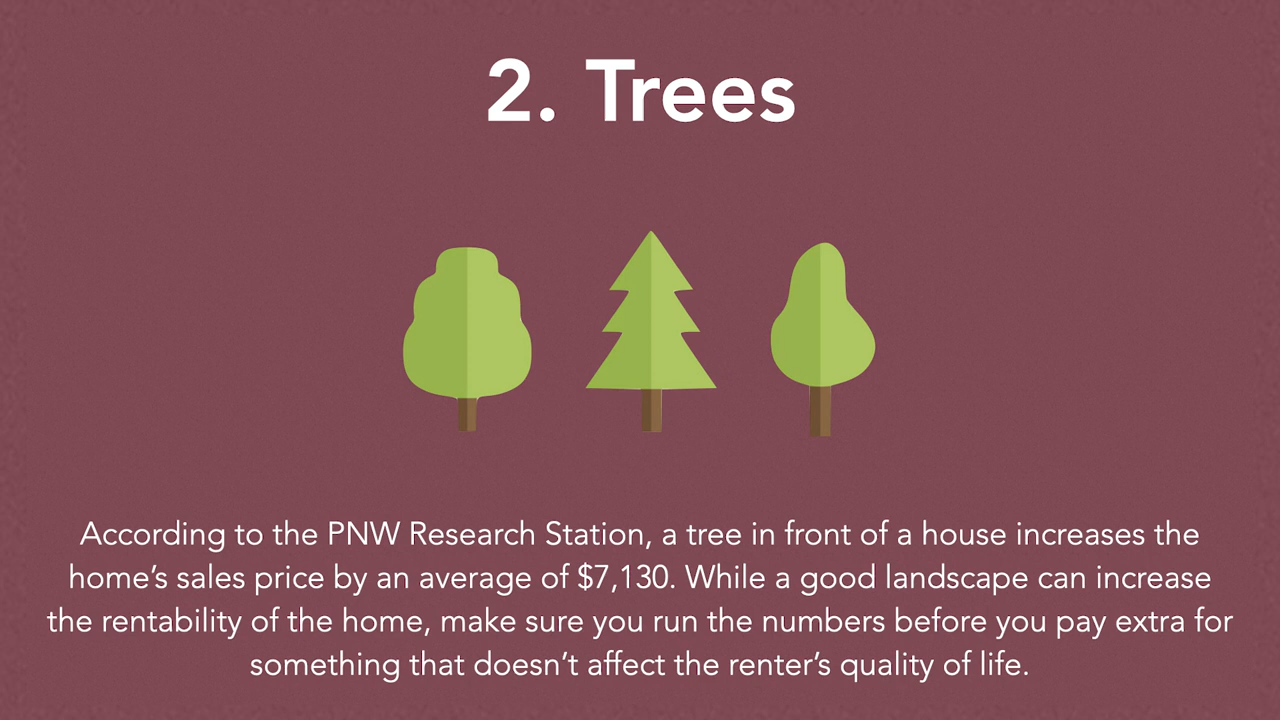 2. Trees
According to the PNW Research Station, a tree in front of a house increases the
home’s sales price by an average of $7,130. While a good landscape can increase
the rentability of the home, make sure you run the numbers before you pay extra for
something that doesn’t affect the renter’s quality of life.